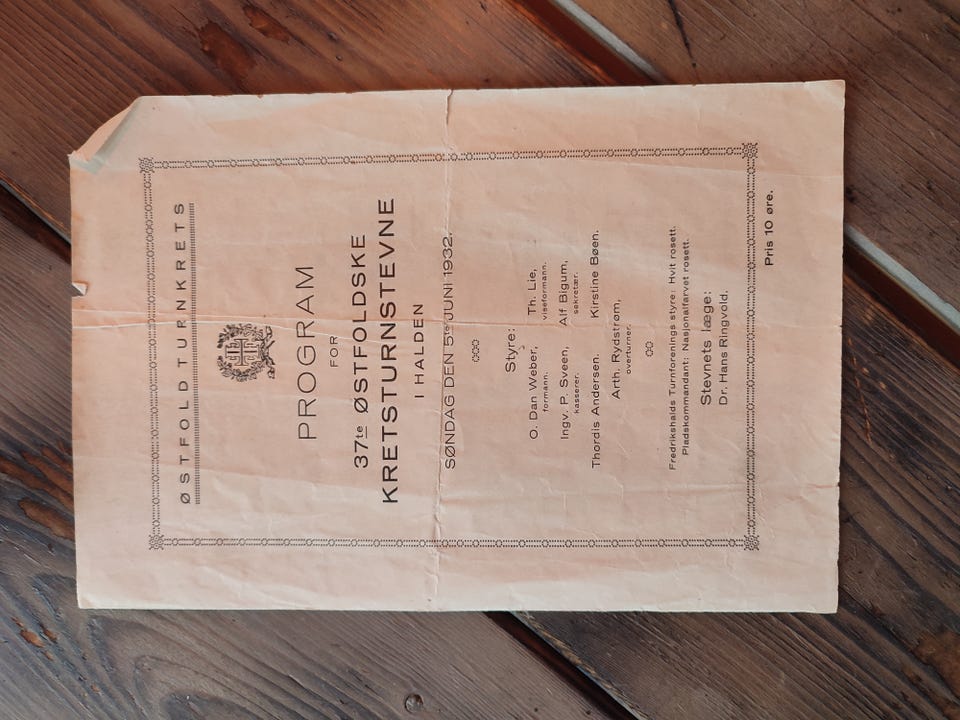 ØSTFOLD TURNKRETS
PROGRAM
FOR
37te ØSTFOLDSKE
KRETSTURNSTEVNE
I HALDEN
SØNDAG DEN 5te JUNI 1932.
Styre:
O. Dan Weber, Th. Lie,
formann. viseformann.
Ingv. P. Sveen, Alf Bigum,
kasserer. sekretær.
Thordis Andersen. Kirstine Bøen.
Arth. Rydstrøm,
overturner.
Fredrikshalds Turnforenings styre: Hvit rosett.
Pladskommandant: Nasjonalfarvet rosett.
Stevnets læge:
Dr. Hans Ringvold.
Pris 10 øre.